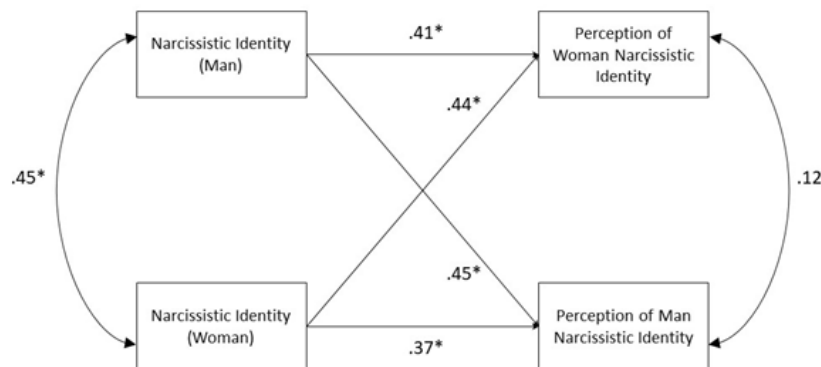 Narcissistic Identity
(Man)
.41*
Perception of
Woman Narcissistic
Identity
.44*
.45*
.12
.45*
Narcissistic Identity
(Woman)
.37*
Perception of Man
Narcissistic Identity